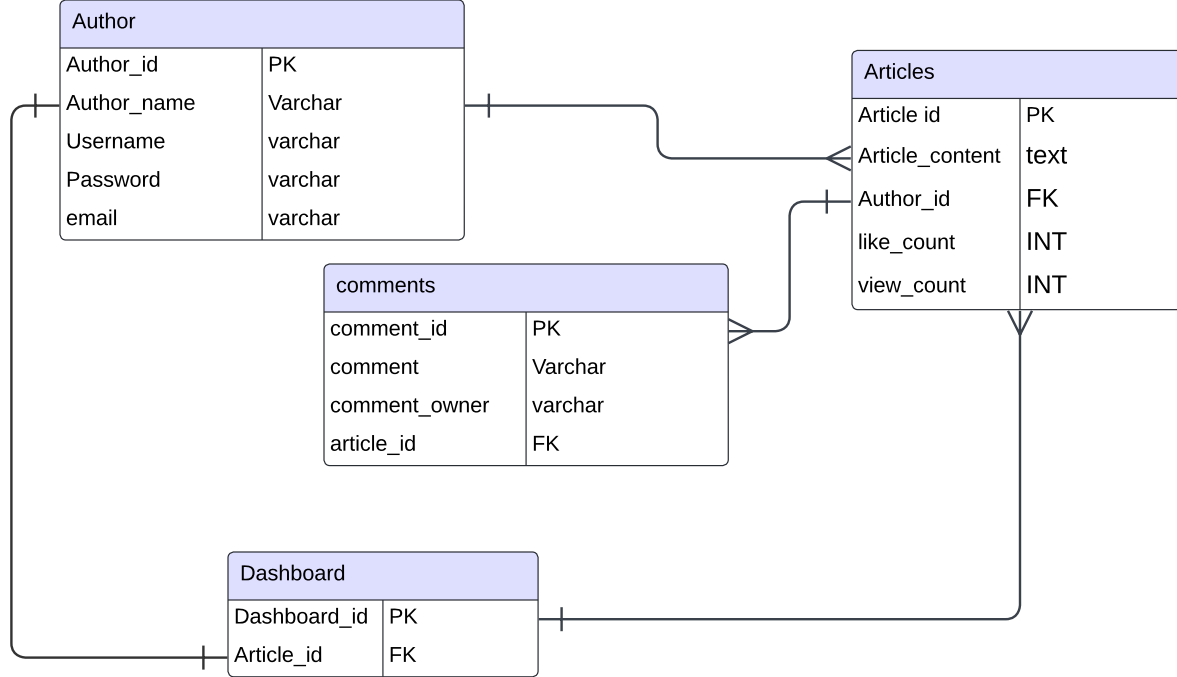 Author
Author_id PK
Author_name Varchar
Username varchar
Password varchar
email varchar
Articles
Article id PK
Article_content text
Author_id FK
like_count INT
view_count INT
comments
comment_id PK
comment Varchar
comment_owner varchar
article_id FK
Dashboard
Dashboard_id PK
Article_id FK